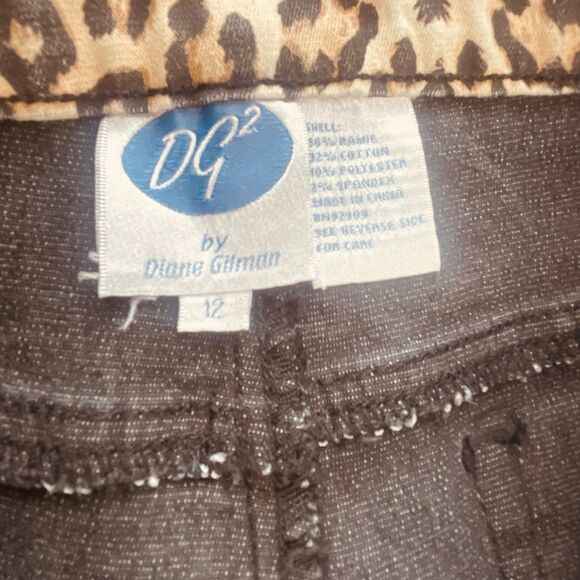 DG2
by
Diane Gilman
12
SHELL:
56% RAMIE
32% COTTON
10% POLYESTER
2% SPANDEX
MADE IN CHINA
RN92309
SEE REVERSE SIDE
FOR CARE